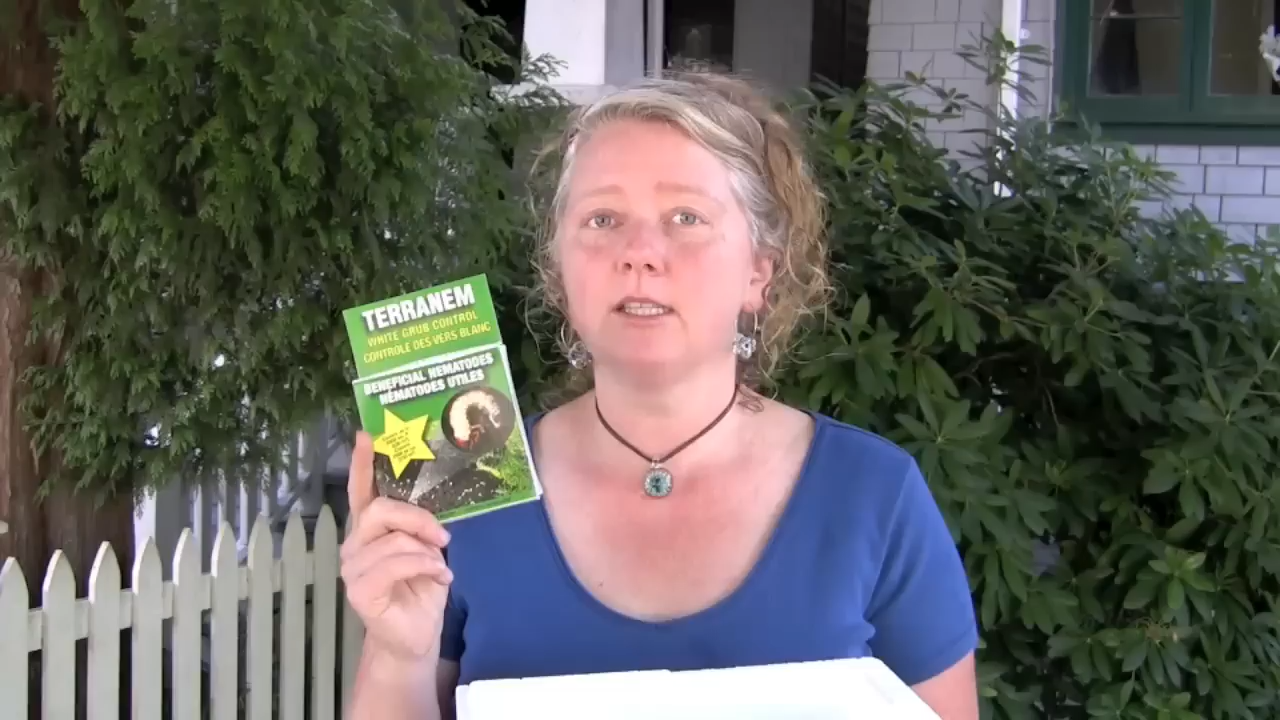 TERRANEM
WHITE GRUB CONTROL
CONTROLE DES VERS BLANC
BENEFICIAL NEMATODES
NÉMATODES UTILES